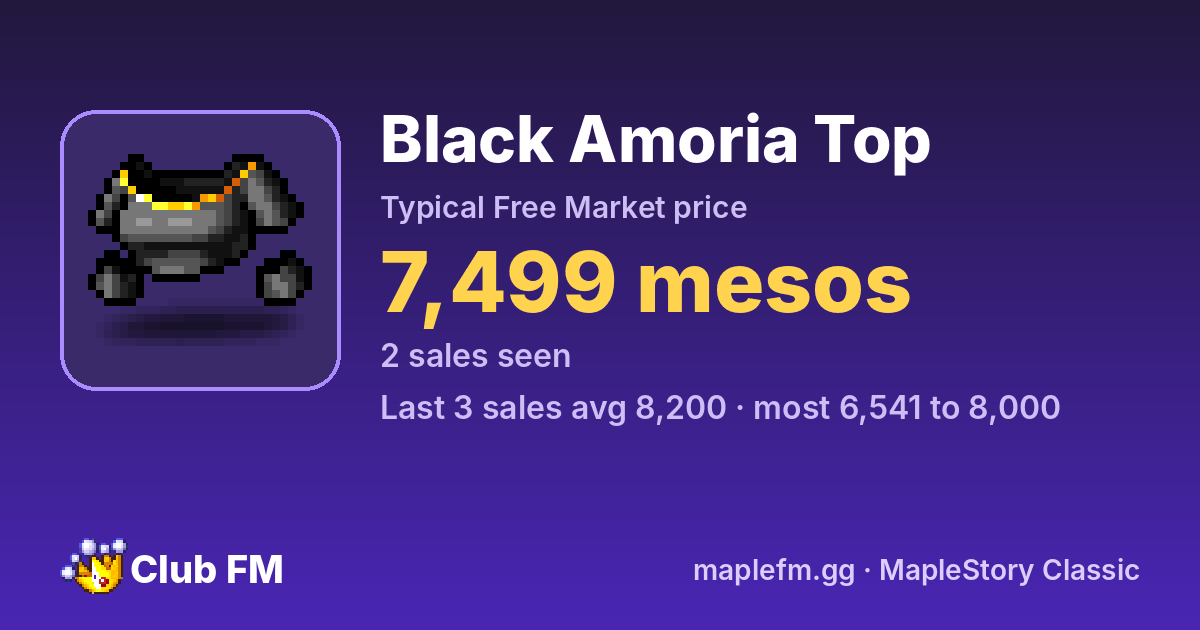 Black Amoria Top
Typical Free Market price
7,499 mesos
2 sales seen
Last 3 sales avg 8,200 · most 6,541 to 8,000
Club FM
maplefm.gg · MapleStory Classic